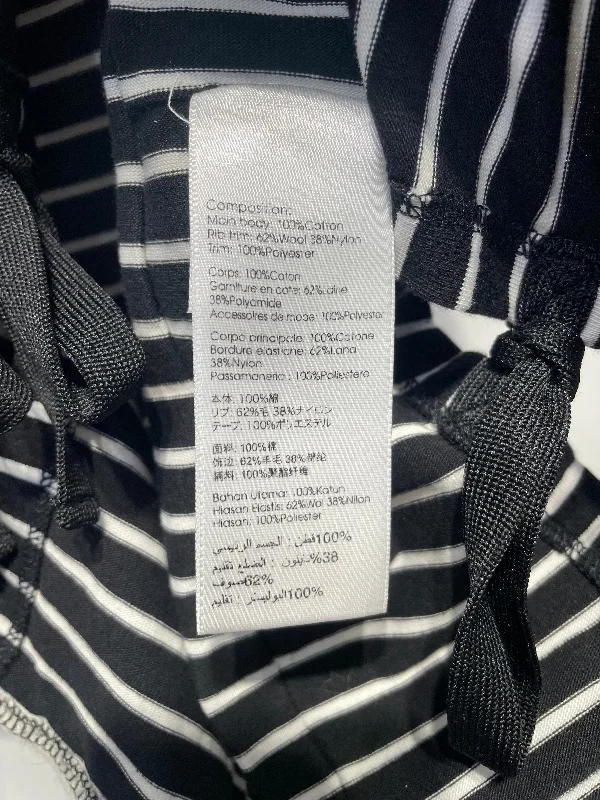 Composition:
Main body: 100%Cotton
Rib trim: 62%Wool 38%Nylon
Trim: 100%Polyester
Corps: 100%Coton
Garniture en cote: 62%Laine
38%Polyamide
Accessoires de mode: 100%Polyester
Corpo principale: 100%Cotone
Bordure elastane: 62%Lana
38%Nylon
Passamanerie: 100%Poliestere
本体: 100%綿
リブ: 62%毛 38%ナイロン
テープ: 100%ポリエステル
面料: 100%棉
饰边: 62%羊毛 38%锦纶
辅料: 100%聚酯纤维
Bahan Utama: 100%Katun
Hiasan Elastis: 62%Wol 38%Nilon
Hiasan: 100%Poliester
100%قطن : الجسم الرئيسي
38%نيلون : الضلع تقليم
62%صوف
100%البوليستر : تقليم